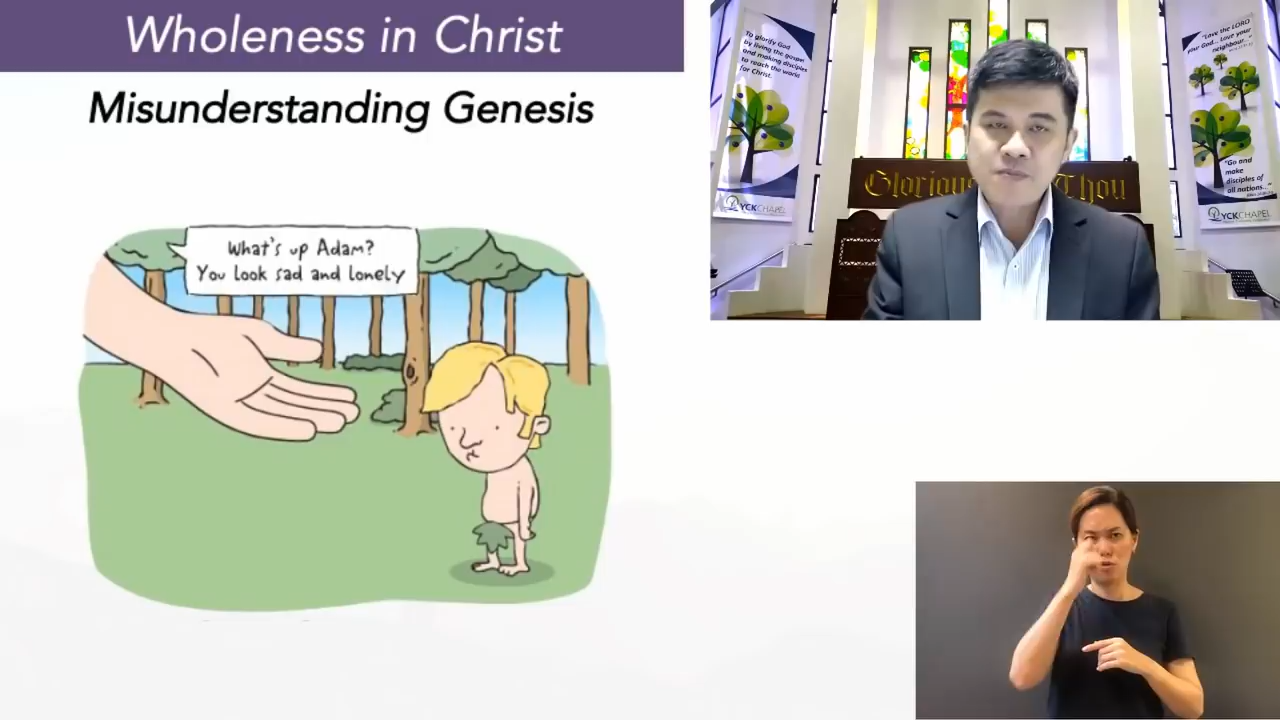 Wholeness in Christ
Misunderstanding Genesis
What's up Adam?
You look sad and lonely
To glorify God
by living the gospel
and making disciples
to reach the world
for Christ.
YCKCHAPEL
Glorious Thou
"Love the LORD
your God... Love your
neighbour..."
"Go and
make
disciples of
all nations..."
YCKCHAPEL